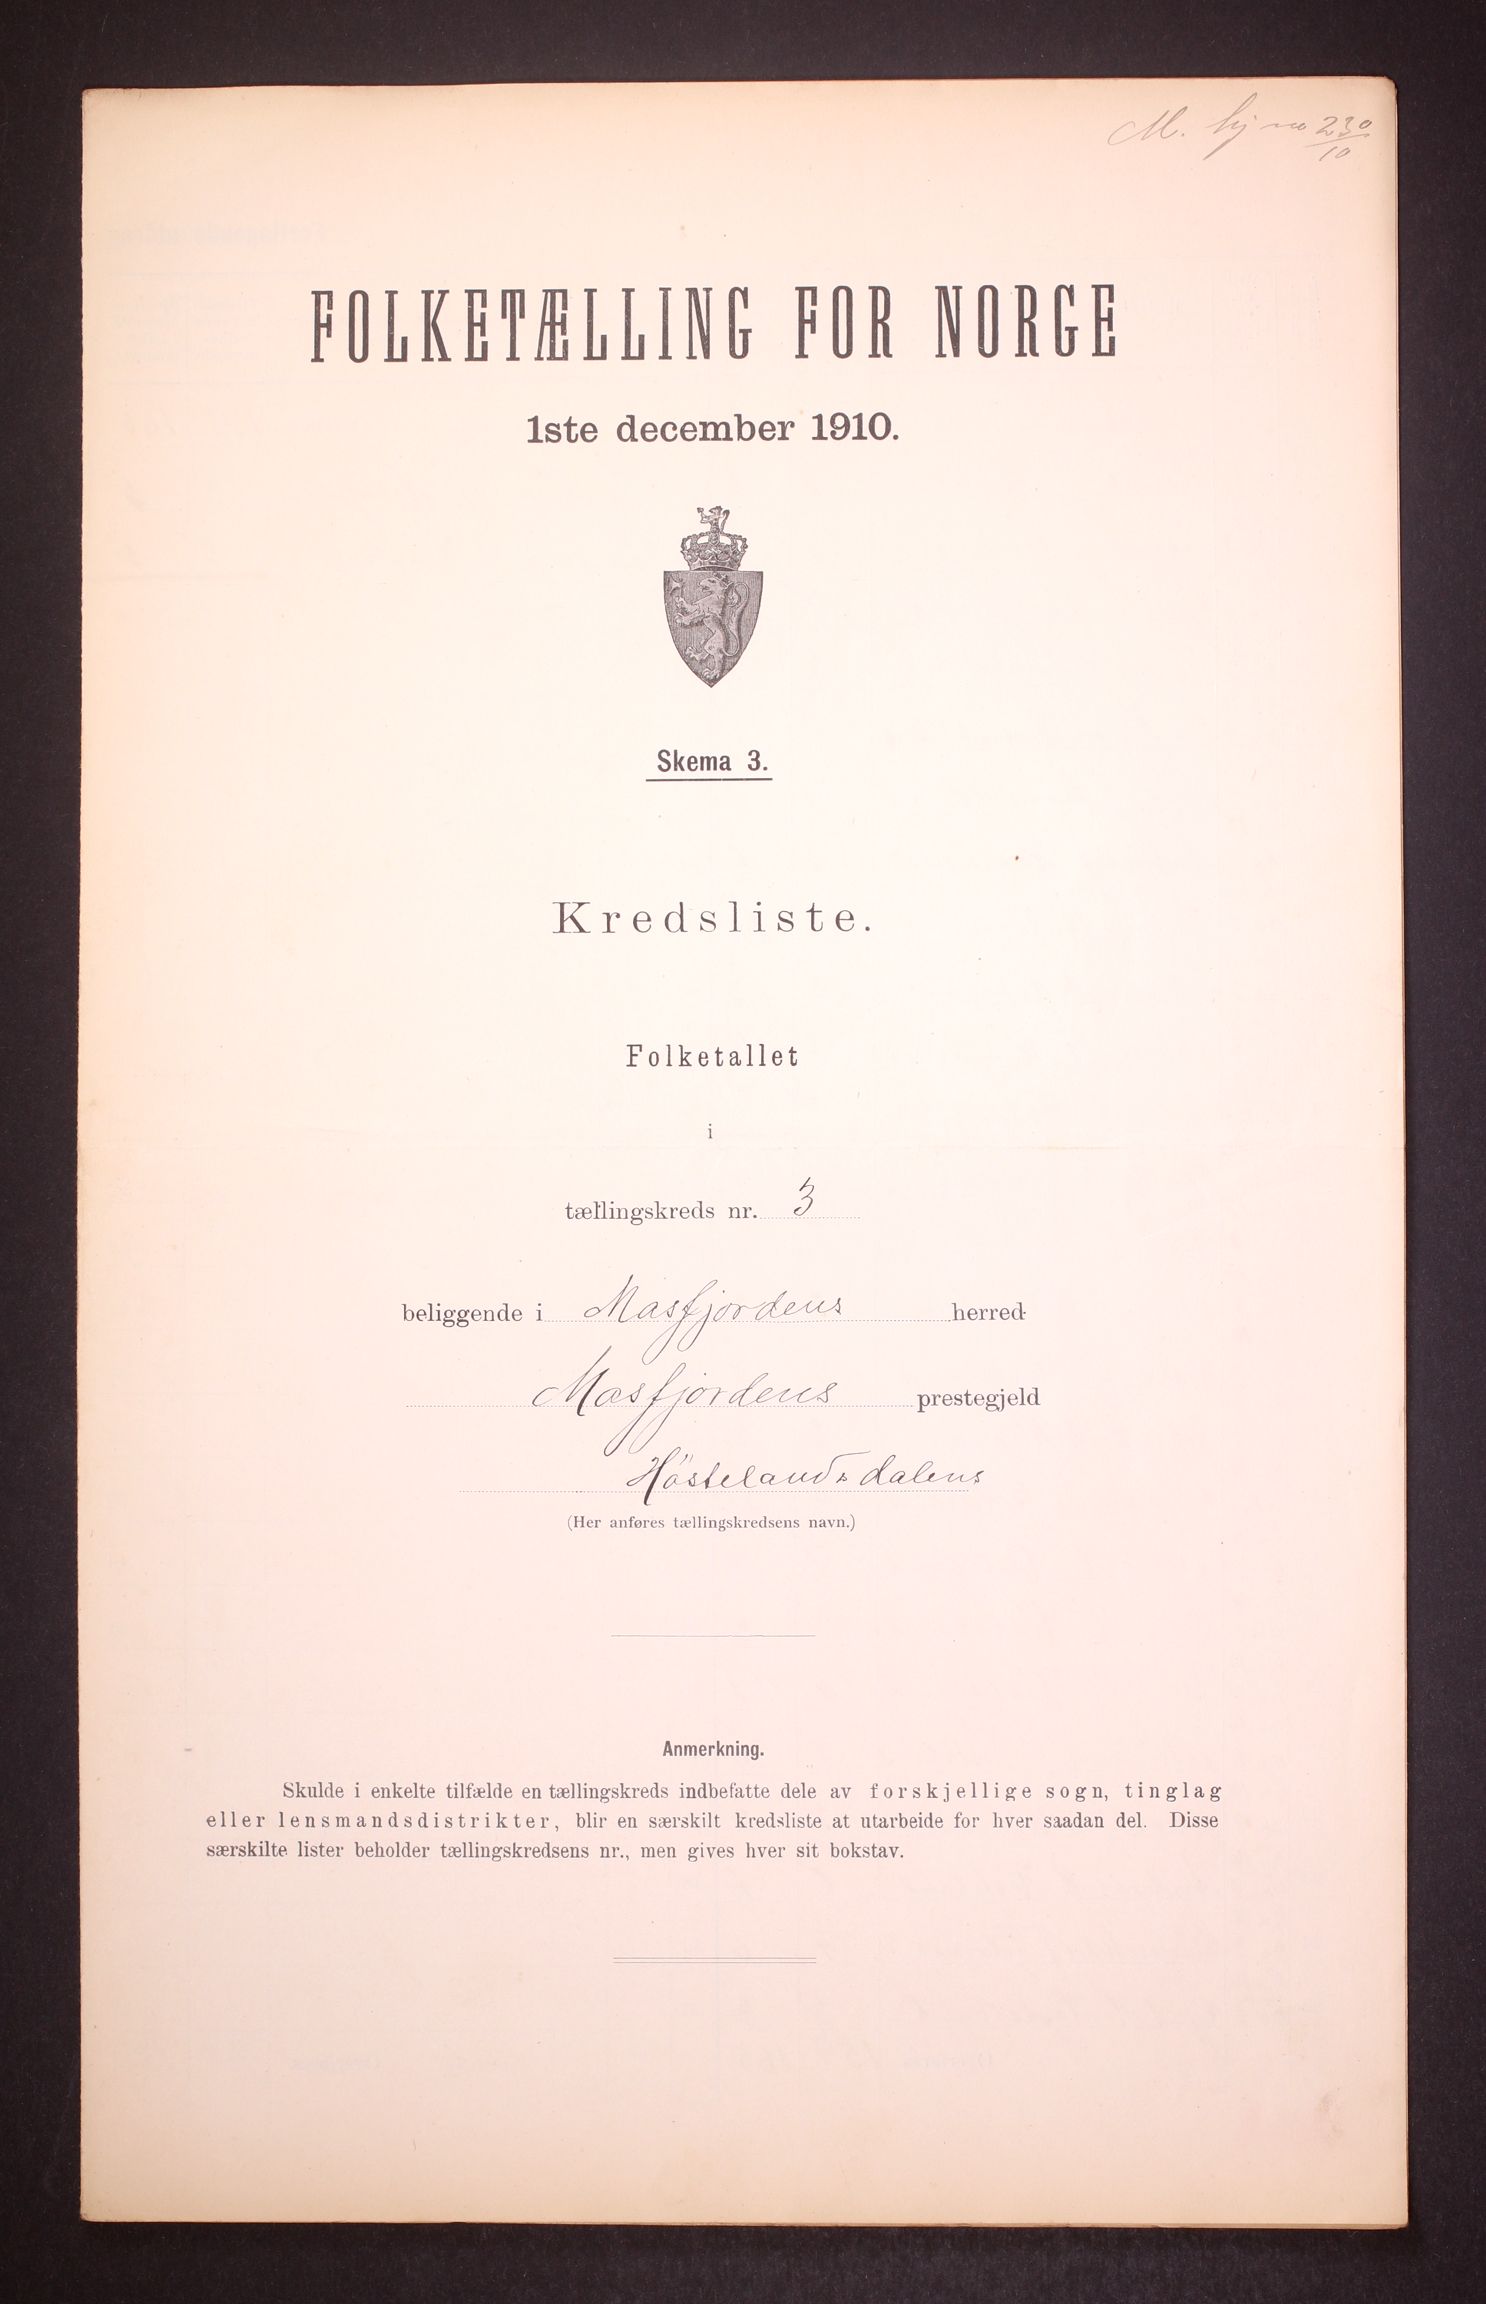 M. hj no 230/10
FOLKETÆLLING FOR NORGE
1ste december 1910.
Skema 3.
Kredsliste.
Folketallet
i
tællingskreds nr. 3
beliggende i Masfjordens herred
Masfjordens prestegjeld
Hösteland s dalens
(Her anføres tællingskredsens navn.)
Anmerkning.
Skulde i enkelte tilfælde en tællingskreds indbefatte dele av forskjellige sogn, tinglag
eller lensmandsdistrikter, blir en særskilt kredsliste at utarbeide for hver saadan del. Disse
særskilte lister beholder tællingskredsens nr., men gives hver sit bokstav.